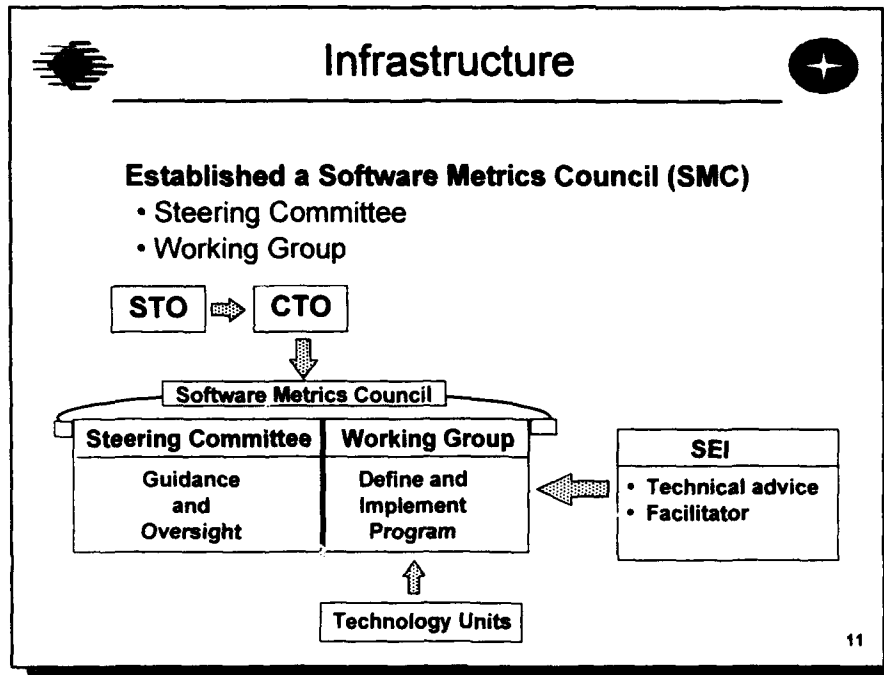 Infrastructure
Established a Software Metrics Council (SMC)
• Steering Committee
• Working Group
STO
CTO
Software Metrics Council
Steering Committee
Guidance
and
Oversight
Working Group
Define and
Implement
Program
SEI
• Technical advice
• Facilitator
Technology Units
11